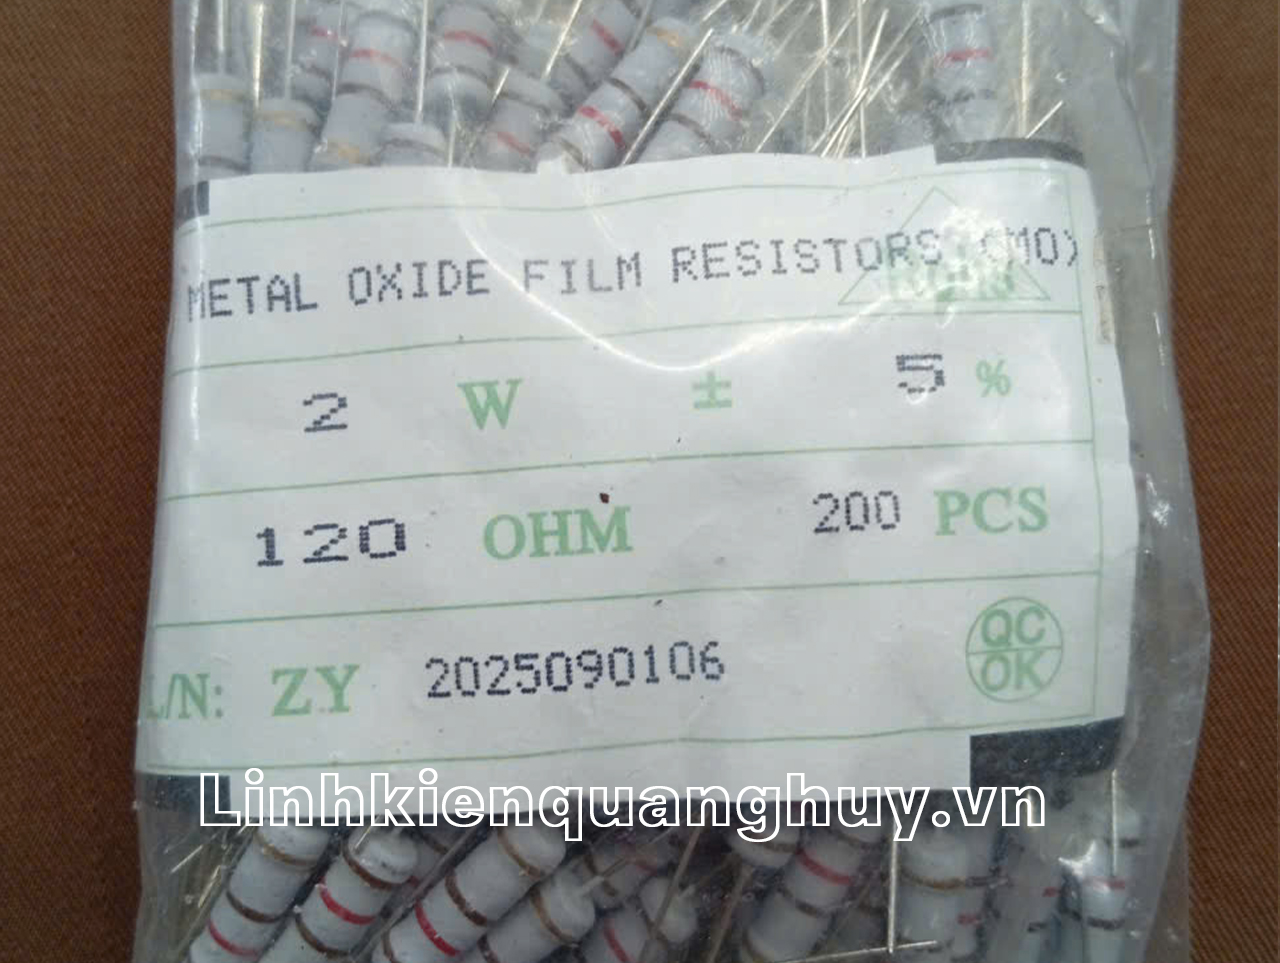 METAL OXIDE FILM RESISTORS (MO)
2 W ± 5 %
120 OHM 200 PCS
L/N: ZY 2025090106
QC
OK
Linhkienquanghuy.vn